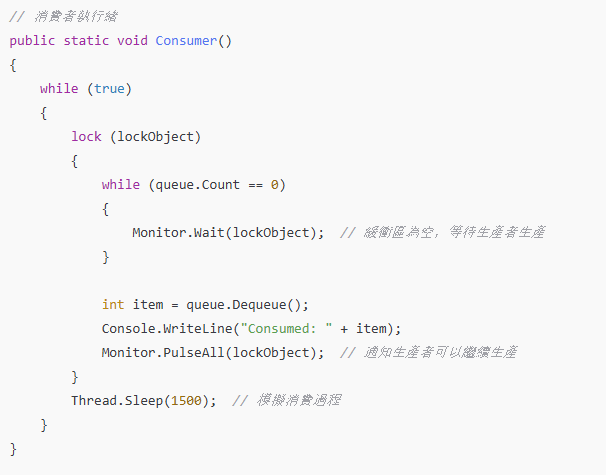 // 消費者執行緒
public static void Consumer()
{
    while (true)
    {
        lock (lockObject)
        {
            while (queue.Count == 0)
            {
                Monitor.Wait(lockObject);  // 緩衝區為空，等待生產者生產
            }

            int item = queue.Dequeue();
            Console.WriteLine("Consumed: " + item);
            Monitor.PulseAll(lockObject);  // 通知生產者可以繼續生產
        }
        Thread.Sleep(1500);  // 模擬消費過程
    }
}